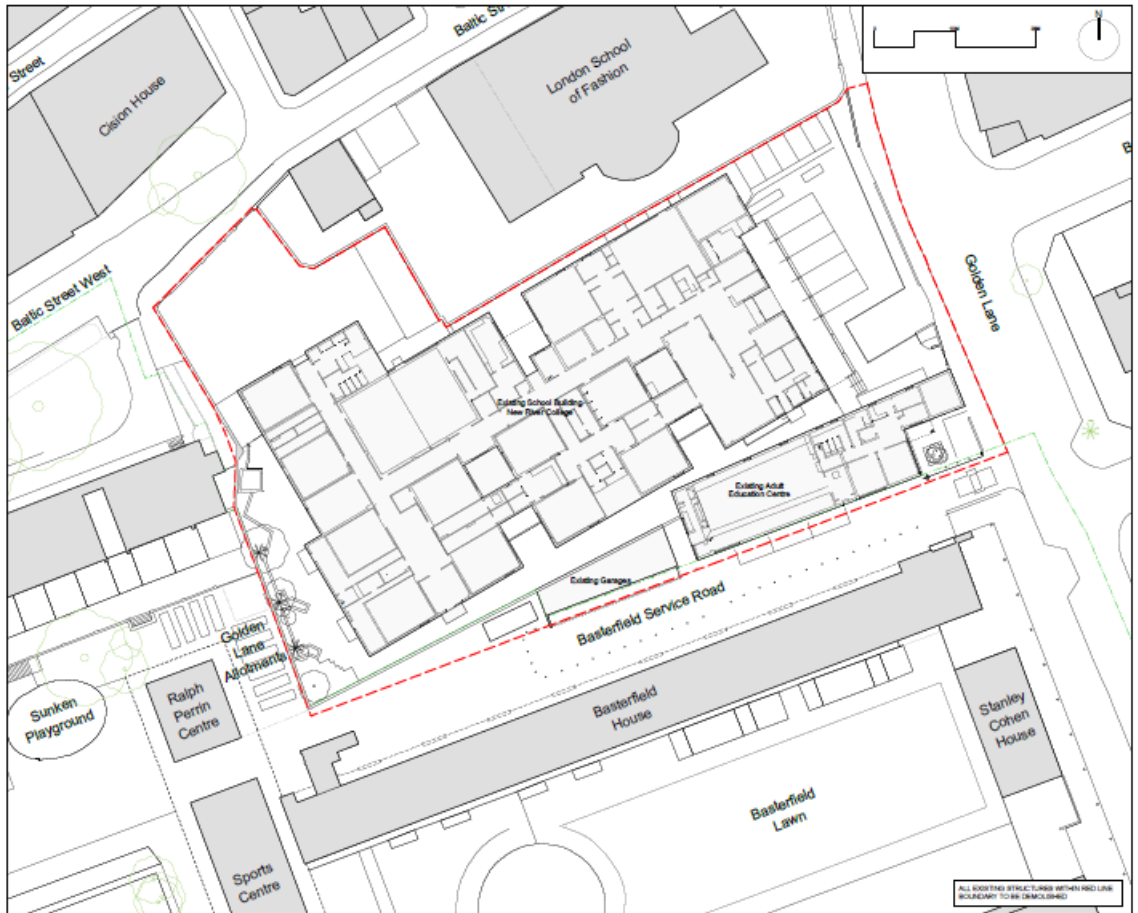 Baltic Stree
N
Street
London School
of Fashion
Cision House
Golden Lane
Baltic Street West
Existing School Building
New River College
Existing Adult
Education Centre
Existing Garages
Basterfield Service Road
Golden
Lane
Allotments
Ralph
Perrin
Centre
Sunken
Playground
Basterfield
House
Stanley
Cohen
House
Basterfield
Lawn
Sports
Centre
ALL EXISTING STRUCTURES WITHIN RED LINE
BOUNDARY TO BE DEMOLISHED